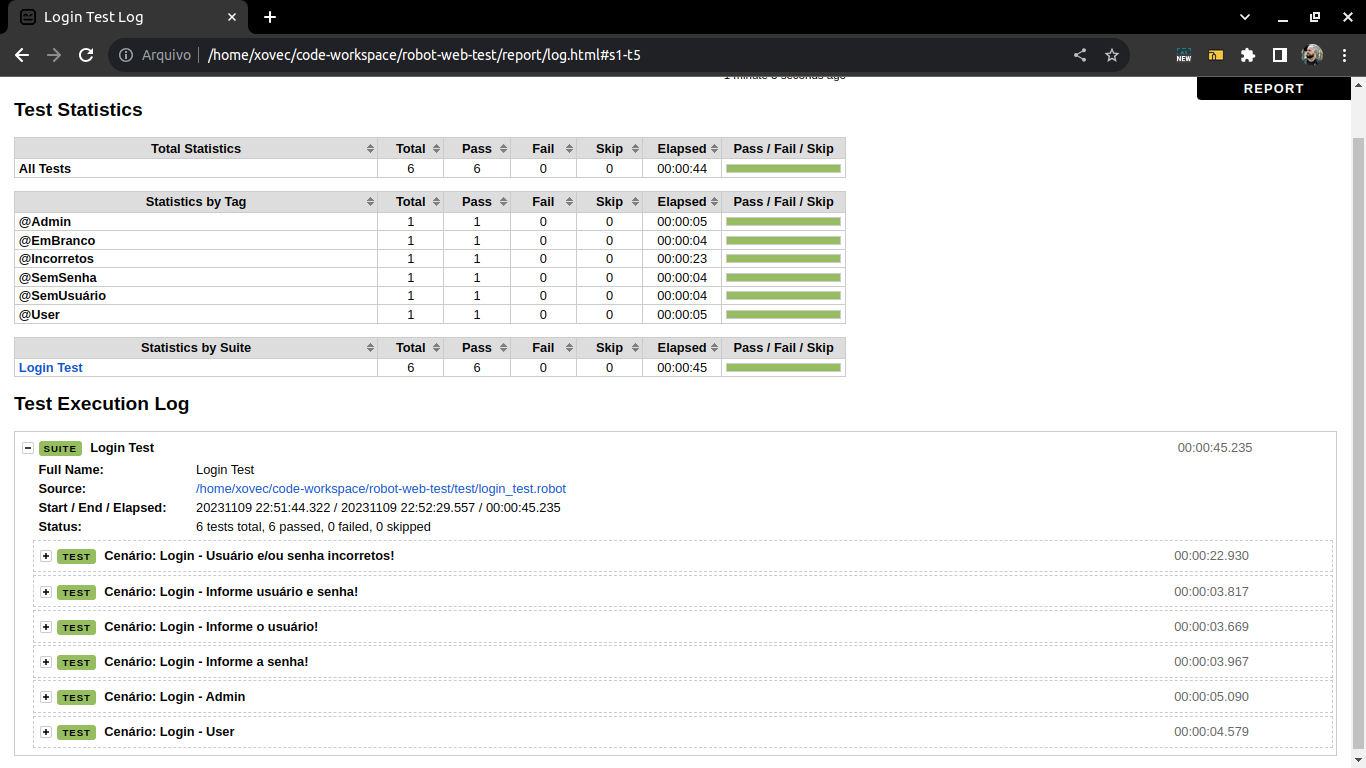 Login Test Log
Arquivo /home/xovec/code-workspace/robot-web-test/report/log.html#s1-t5
NEW
1 minute 8 seconds ago
REPORT
Test Statistics
Total Statistics Total Pass Fail Skip Elapsed Pass / Fail / Skip
All Tests 6 6 0 0 00:00:44
Statistics by Tag Total Pass Fail Skip Elapsed Pass / Fail / Skip
@Admin 1 1 0 0 00:00:05
@EmBranco 1 1 0 0 00:00:04
@Incorretos 1 1 0 0 00:00:23
@SemSenha 1 1 0 0 00:00:04
@SemUsuário 1 1 0 0 00:00:04
@User 1 1 0 0 00:00:05
Statistics by Suite Total Pass Fail Skip Elapsed Pass / Fail / Skip
Login Test 6 6 0 0 00:00:45
Test Execution Log
SUITE Login Test 00:00:45.235
Full Name: Login Test
Source: /home/xovec/code-workspace/robot-web-test/test/login_test.robot
Start / End / Elapsed: 20231109 22:51:44.322 / 20231109 22:52:29.557 / 00:00:45.235
Status: 6 tests total, 6 passed, 0 failed, 0 skipped
TEST Cenário: Login - Usuário e/ou senha incorretos! 00:00:22.930
TEST Cenário: Login - Informe usuário e senha! 00:00:03.817
TEST Cenário: Login - Informe o usuário! 00:00:03.669
TEST Cenário: Login - Informe a senha! 00:00:03.967
TEST Cenário: Login - Admin 00:00:05.090
TEST Cenário: Login - User 00:00:04.579